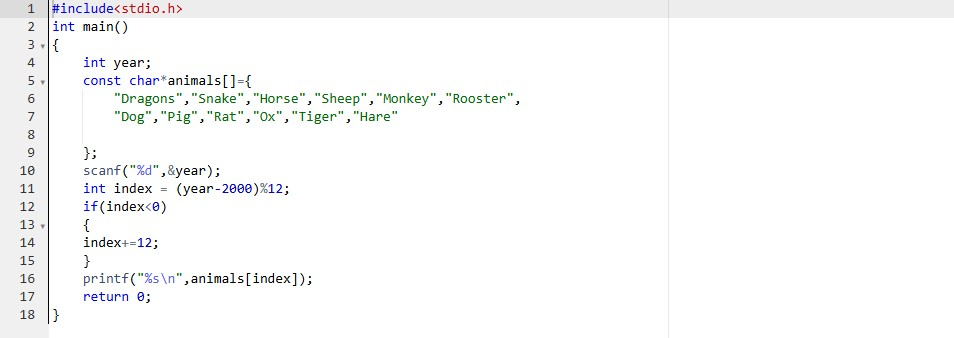 1 #include<stdio.h>
2 int main()
3 {
4     int year;
5     const char*animals[]={
6         "Dragons","Snake","Horse","Sheep","Monkey","Rooster",
7         "Dog","Pig","Rat","Ox","Tiger","Hare"
8
9     };
10     scanf("%d",&year);
11     int index = (year-2000)%12;
12     if(index<0)
13     {
14     index+=12;
15     }
16     printf("%s\n",animals[index]);
17     return 0;
18 }